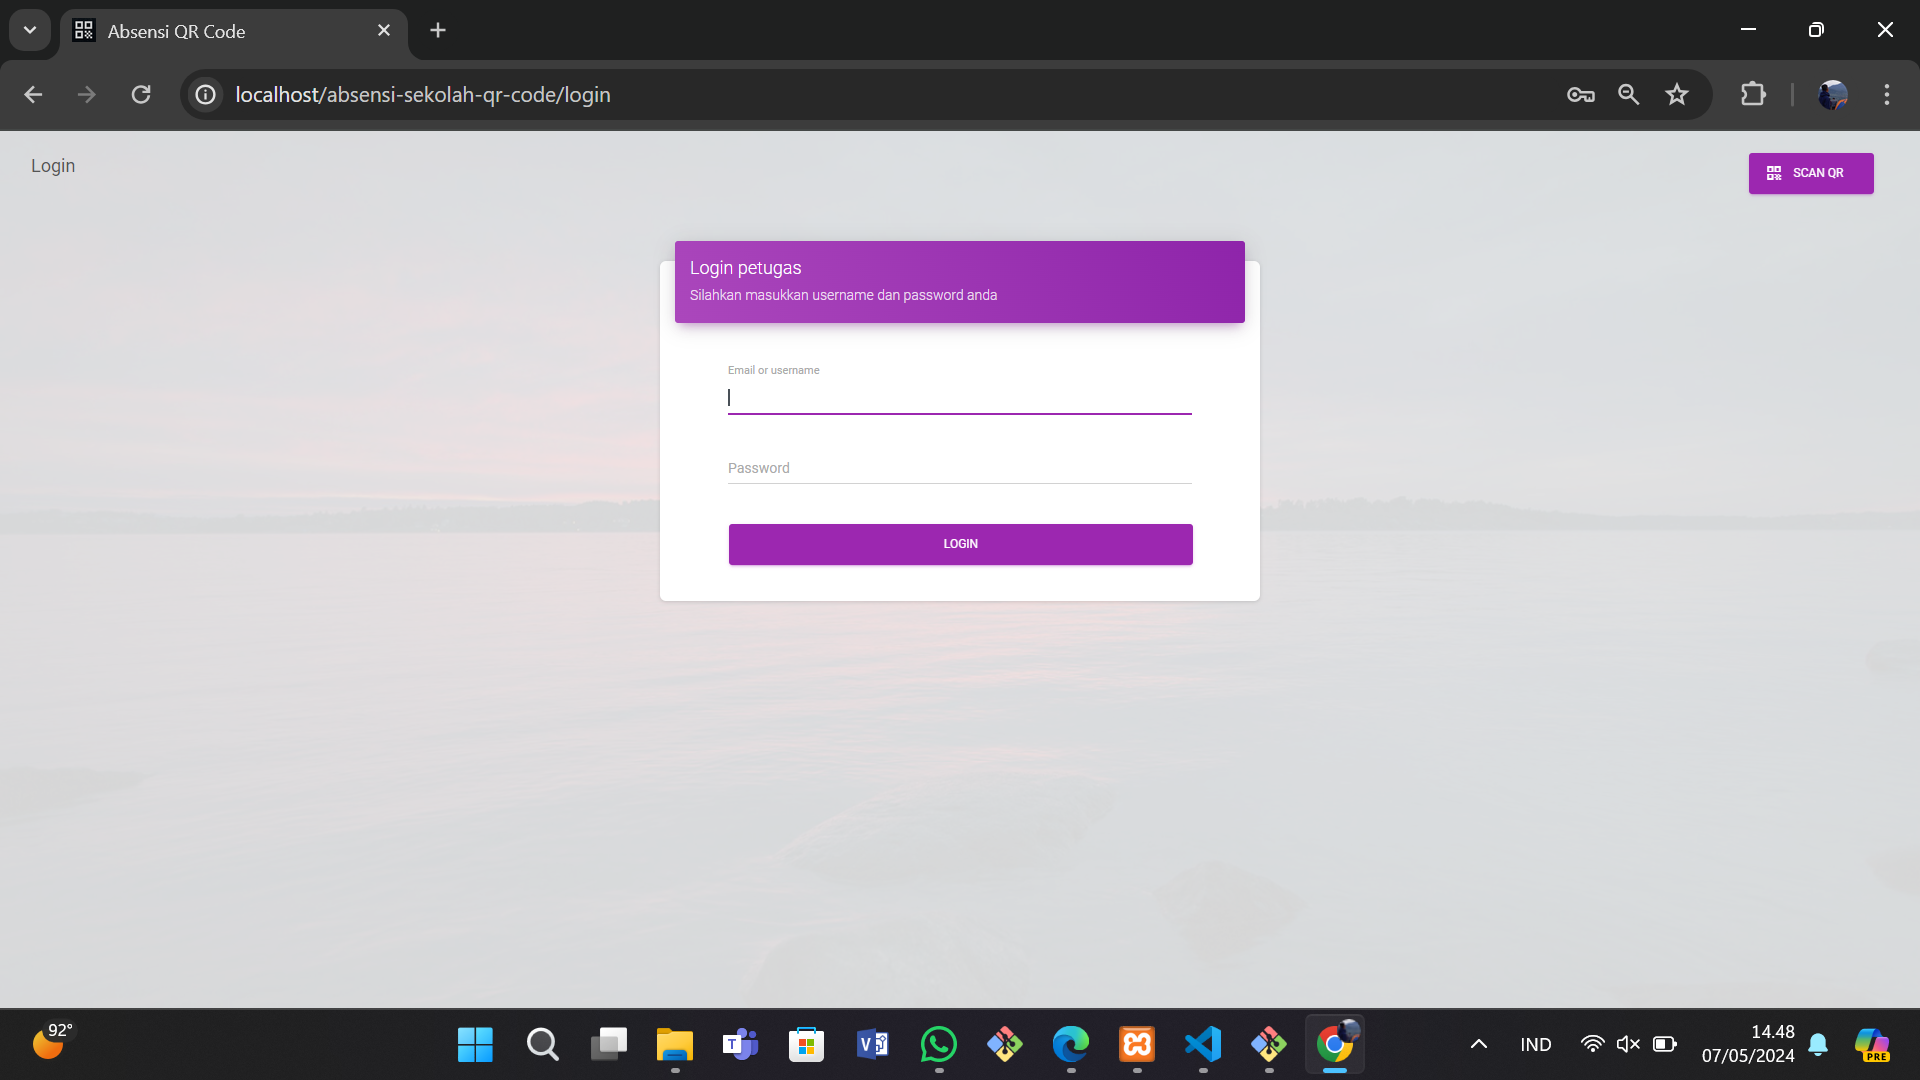 Absensi QR Code
localhost/absensi-sekolah-qr-code/login
Login
SCAN QR
Login petugas
Silahkan masukkan username dan password anda
Email or username
Password
LOGIN
92°
IND
14.48
07/05/2024
PRE